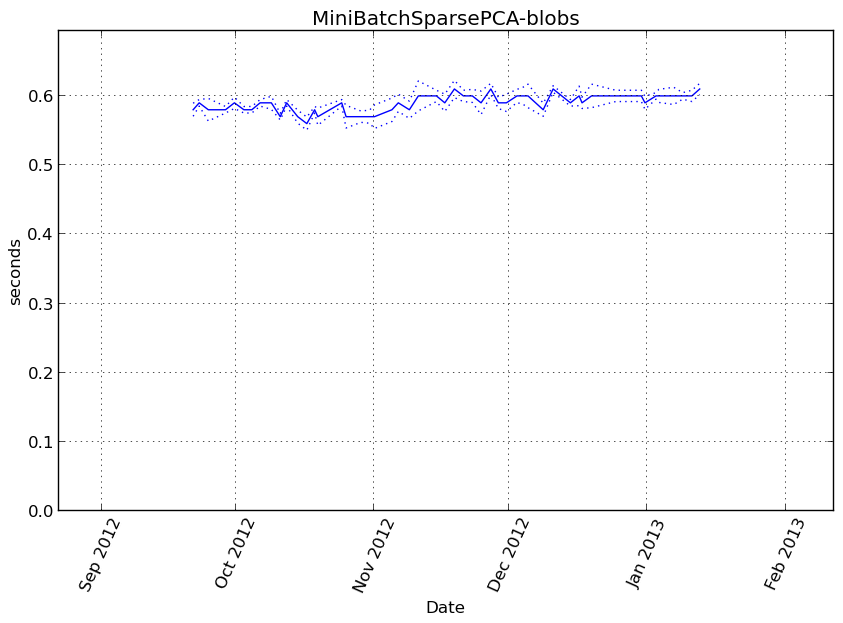 MiniBatchSparsePCA-blobs
0.6
0.5
0.4
0.3
0.2
0.1
0.0
seconds
Sep 2012
Oct 2012
Nov 2012
Dec 2012
Jan 2013
Feb 2013
Date